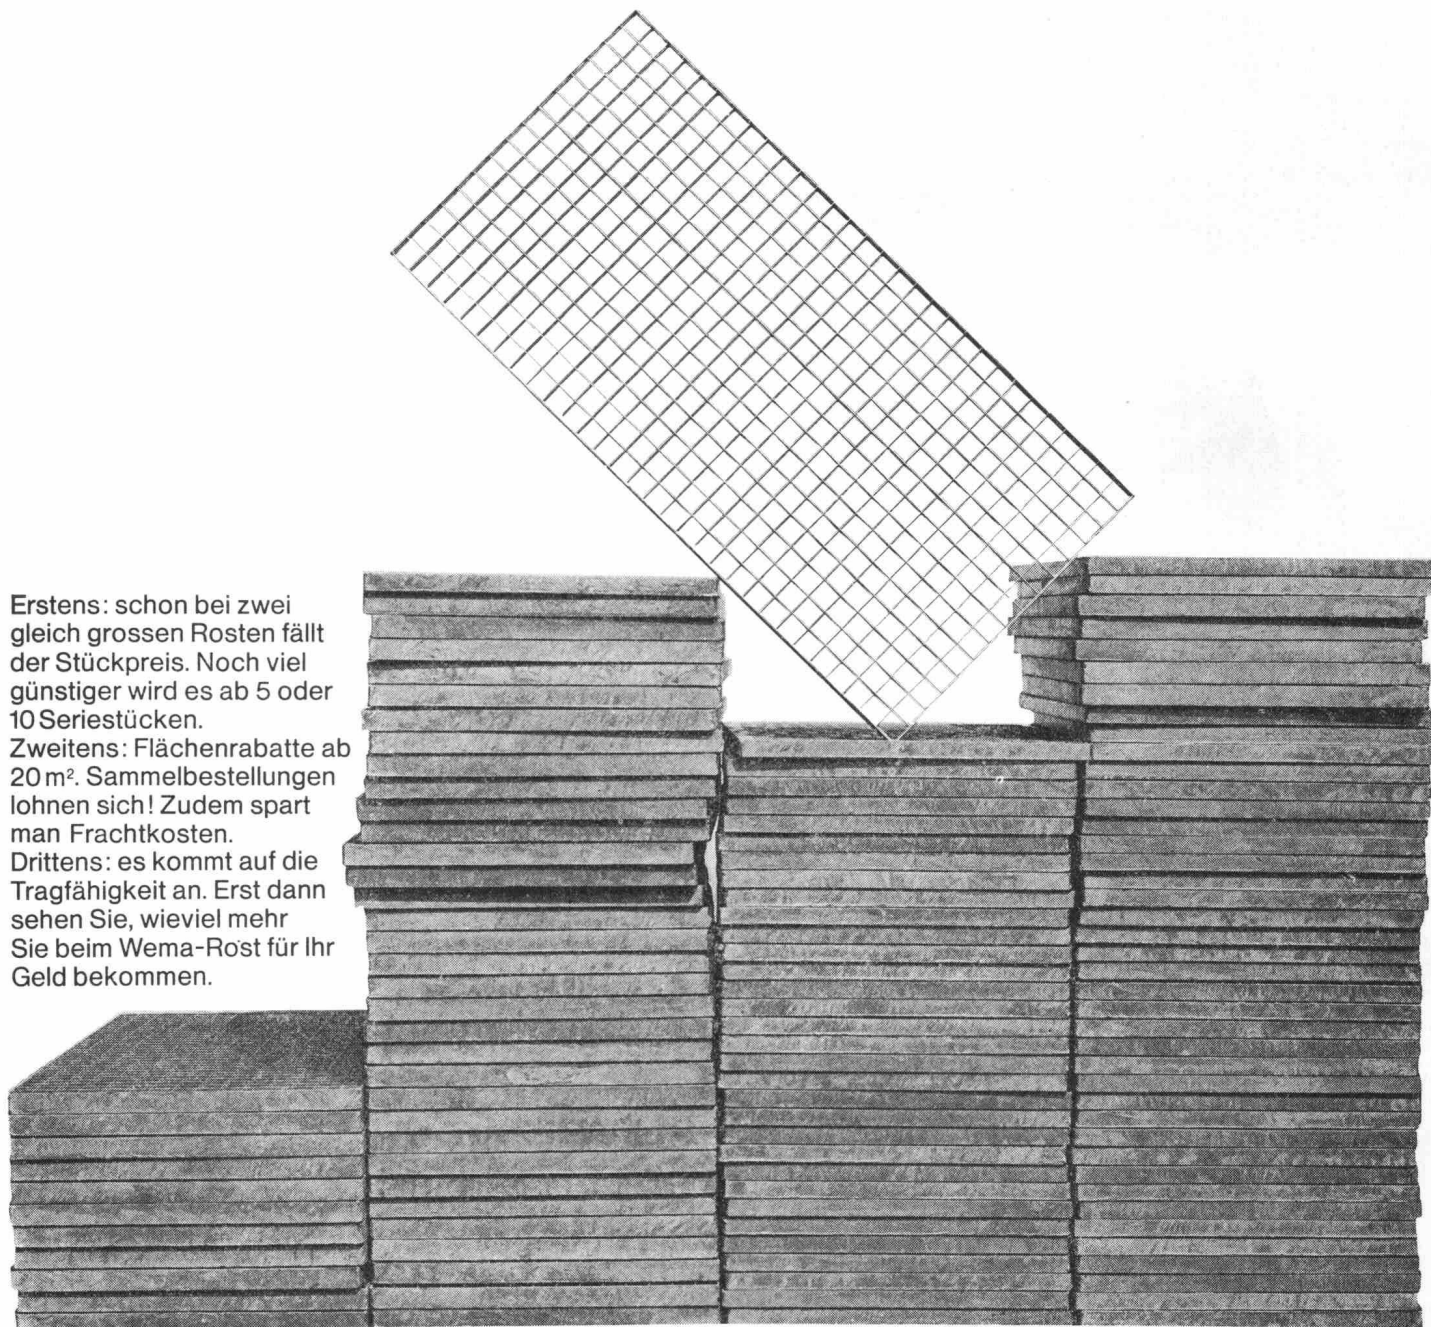 Erstens: schon bei zwei
gleich grossen Rosten fällt
der Stückpreis. Noch viel
günstiger wird es ab 5 oder
10 Seriestücken.
Zweitens: Flächenrabatte ab
20 m². Sammelbestellungen
lohnen sich! Zudem spart
man Frachtkosten.
Drittens: es kommt auf die
Tragfähigkeit an. Erst dann
sehen Sie, wieviel mehr
Sie beim Wema-Rost für Ihr
Geld bekommen.